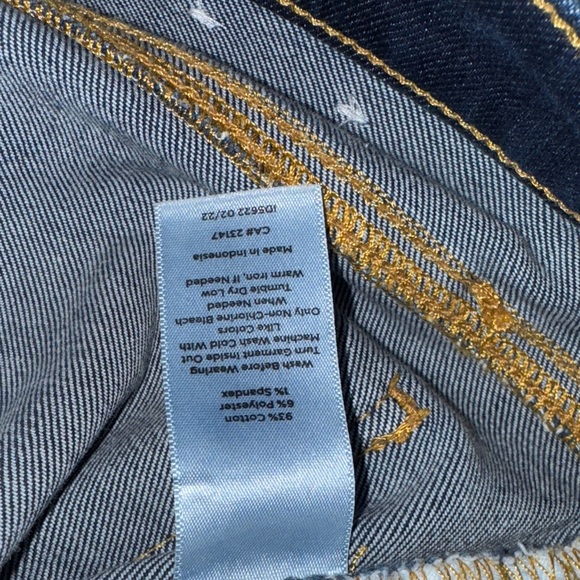 93% Cotton
6% Polyester
1% Spandex
Wash Before Wearing
Turn Garment Inside Out
Machine Wash Cold With
Like Colors
Only Non-Chlorine Bleach
When Needed
Tumble Dry Low
Warm Iron, If Needed
Made in Indonesia
CA# 23147
ID5622 02/22